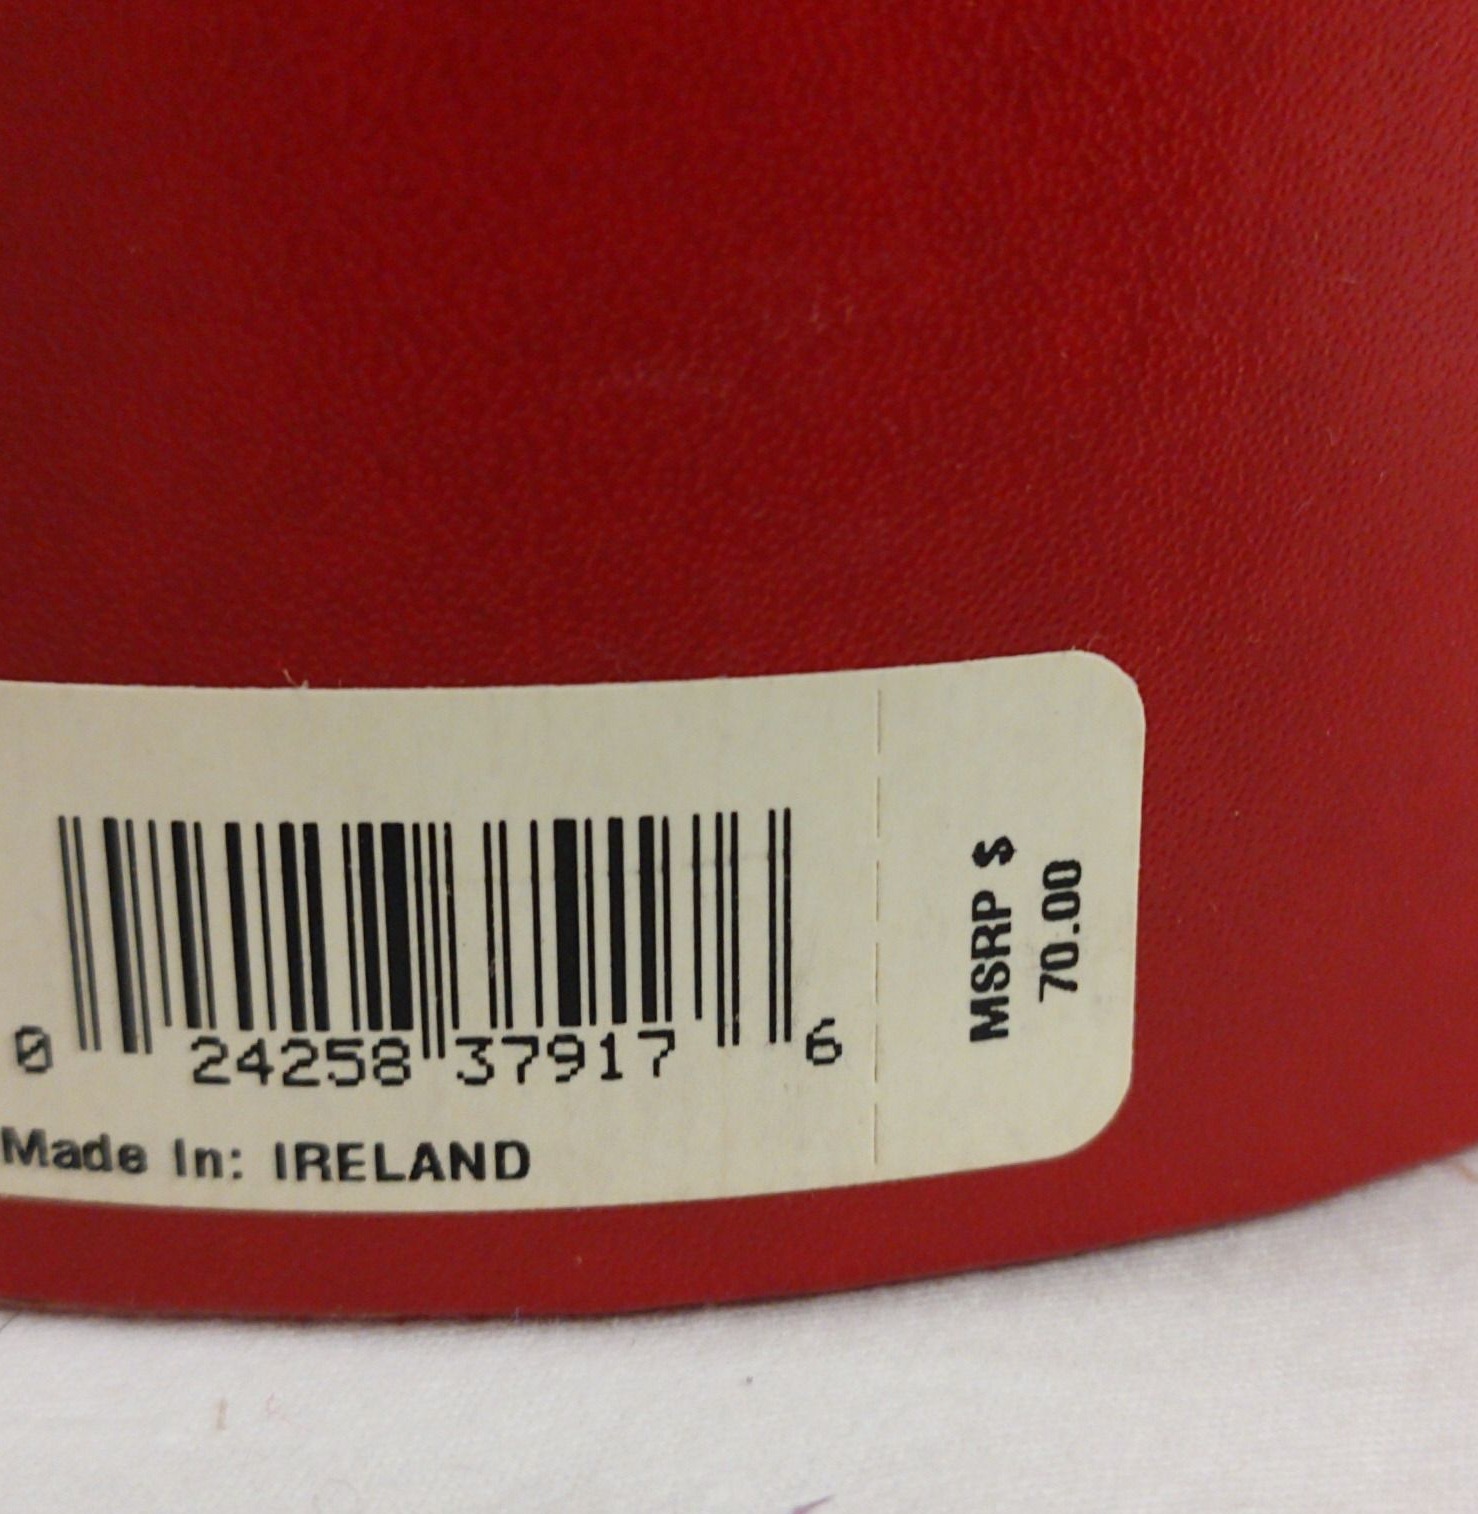 0 24258 37917 6
Made In: IRELAND
MSRP $
70.00